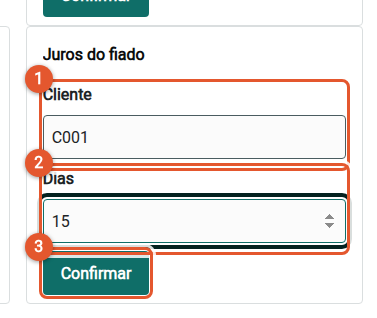 Confirmar
Juros do fiado
1
Cliente
C001
2
Dias
15
3
Confirmar